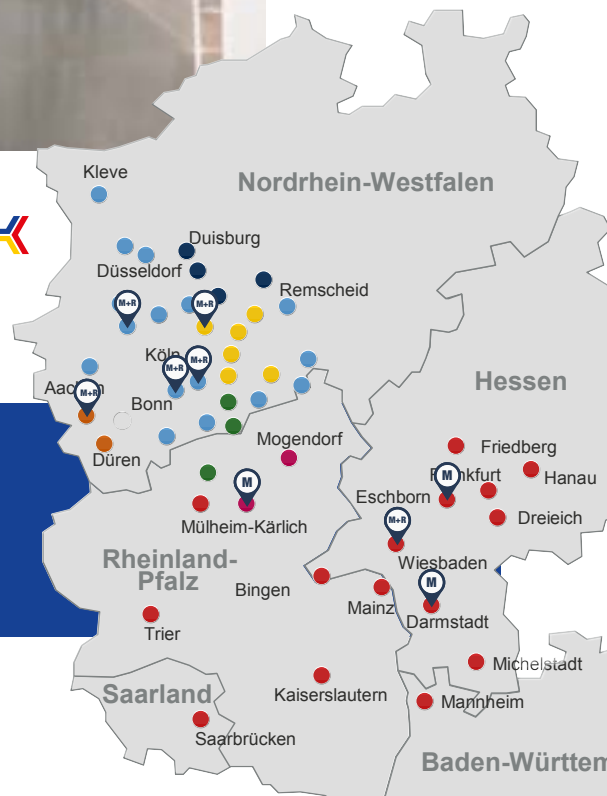 Kleve
Nordrhein-Westfalen
Duisburg
Düsseldorf
Remscheid
M+R
M+R
Köln
M+R
M+R
Aachen
M+R
Bonn
Düren
Hessen
Mogendorf
Friedberg
Frankfurt
Hanau
M
M
Eschborn
Mülheim-Kärlich
Dreieich
M+R
Rheinland-
Pfalz
Wiesbaden
Bingen
M
Mainz
Darmstadt
Trier
Michelstadt
Saarland
Kaiserslautern
Mannheim
Saarbrücken
Baden-Württem